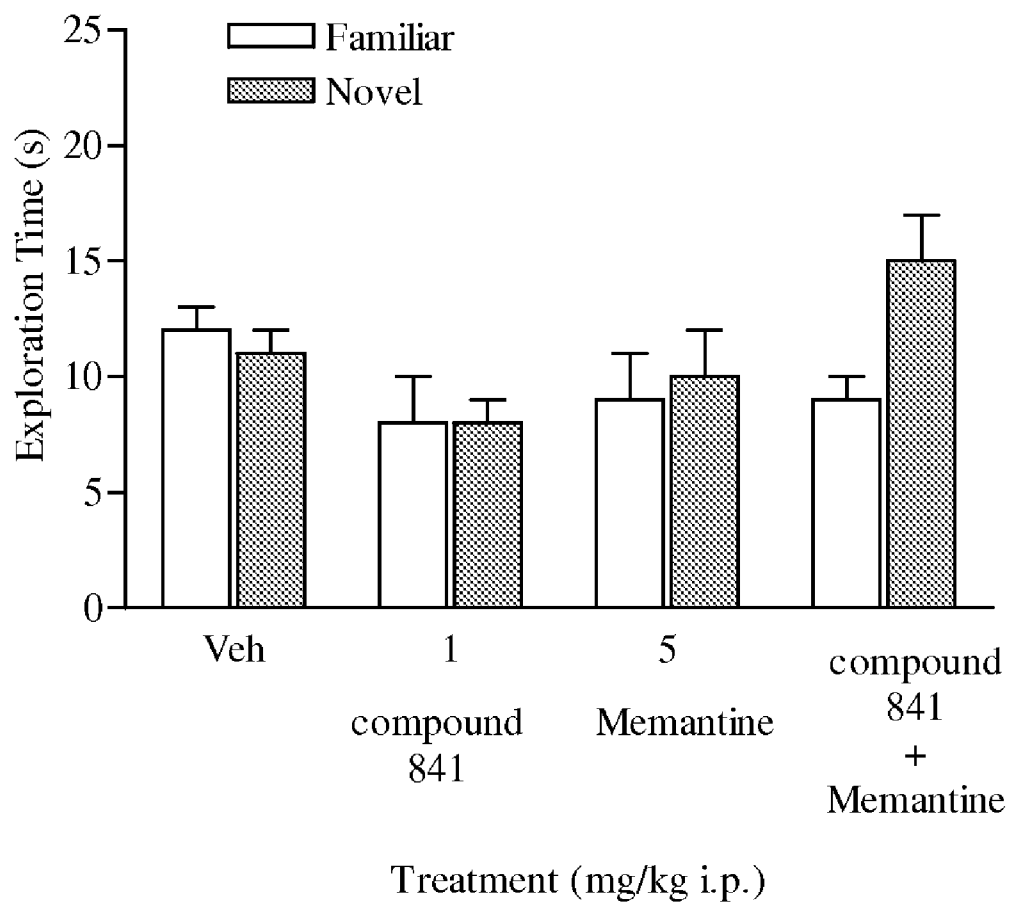 25
20
15
10
5
0
Exploration Time (s)
Familiar
Novel
Veh
1
5
compound
841
Memantine
compound
841
+
Memantine
Treatment (mg/kg i.p.)